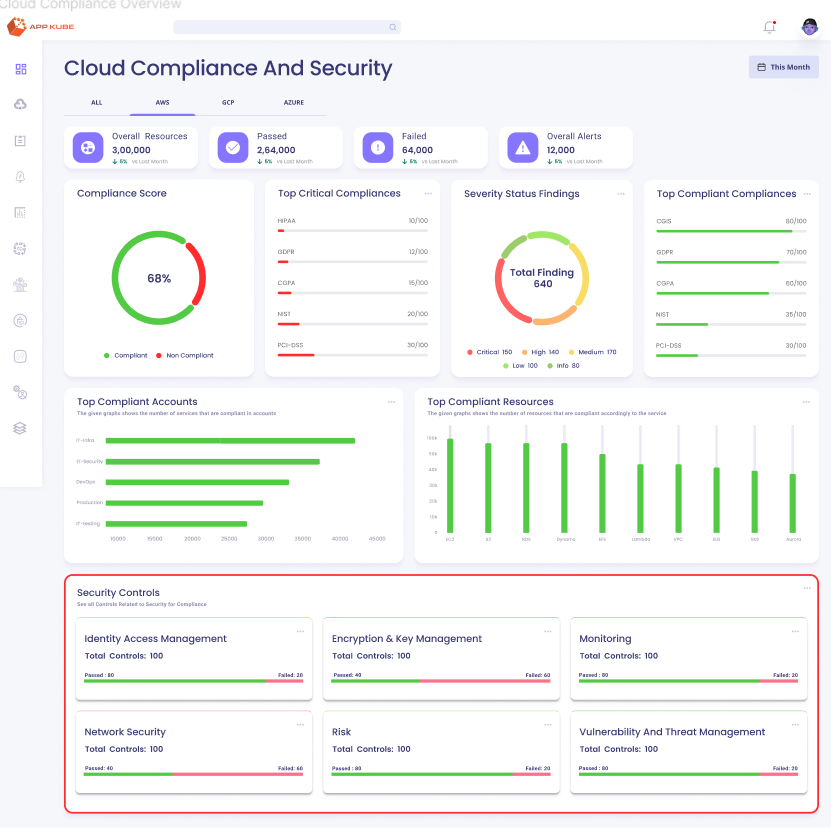 Cloud Compliance Overview
APP KUBE
Cloud Compliance And Security
This Month
ALL AWS GCP AZURE
Overall Resources
3,00,000
5% vs Last Month
Passed
2,64,000
5% vs Last Month
Failed
64,000
5% vs Last Month
Overall Alerts
12,000
5% vs Last Month
Compliance Score
68%
Compliant Non Compliant
Top Critical Compliances
HIPAA 10/100
GDPR 12/100
CGPA 15/100
NIST 20/100
PCI-DSS 30/100
Severity Status Findings
Total Finding
640
Critical 150 High 140 Medium 170
Low 100 Info 80
Top Compliant Compliances
CGIS 80/100
GDPR 70/100
CGPA 60/100
NIST 35/100
PCI-DSS 30/100
Top Compliant Accounts
The given graphs shows the number of services that are compliant in accounts
IT-Infra
IT-Security
DevOps
Production
10000 15000 20000 25000 30000 35000 40000 45000
Top Compliant Resources
The given graphs shows the number of resources that are compliant accordingly to the service
50k
40k
30k
20k
10k
0
EC2 S3 RDS Dynamo EFS Lambda VPC Aurora
Security Controls
See all Controls Related to Security for Compliance
Identity Access Management
Total Controls: 100
Passed : 80 Failed: 20
Encryption & Key Management
Total Controls: 100
Passed: 40 Failed: 60
Monitoring
Total Controls: 100
Passed : 80 Failed: 20
Network Security
Total Controls: 100
Passed: 40 Failed: 60
Risk
Total Controls: 100
Passed : 80 Failed: 20
Vulnerability And Threat Management
Total Controls: 100
Passed : 80 Failed: 20